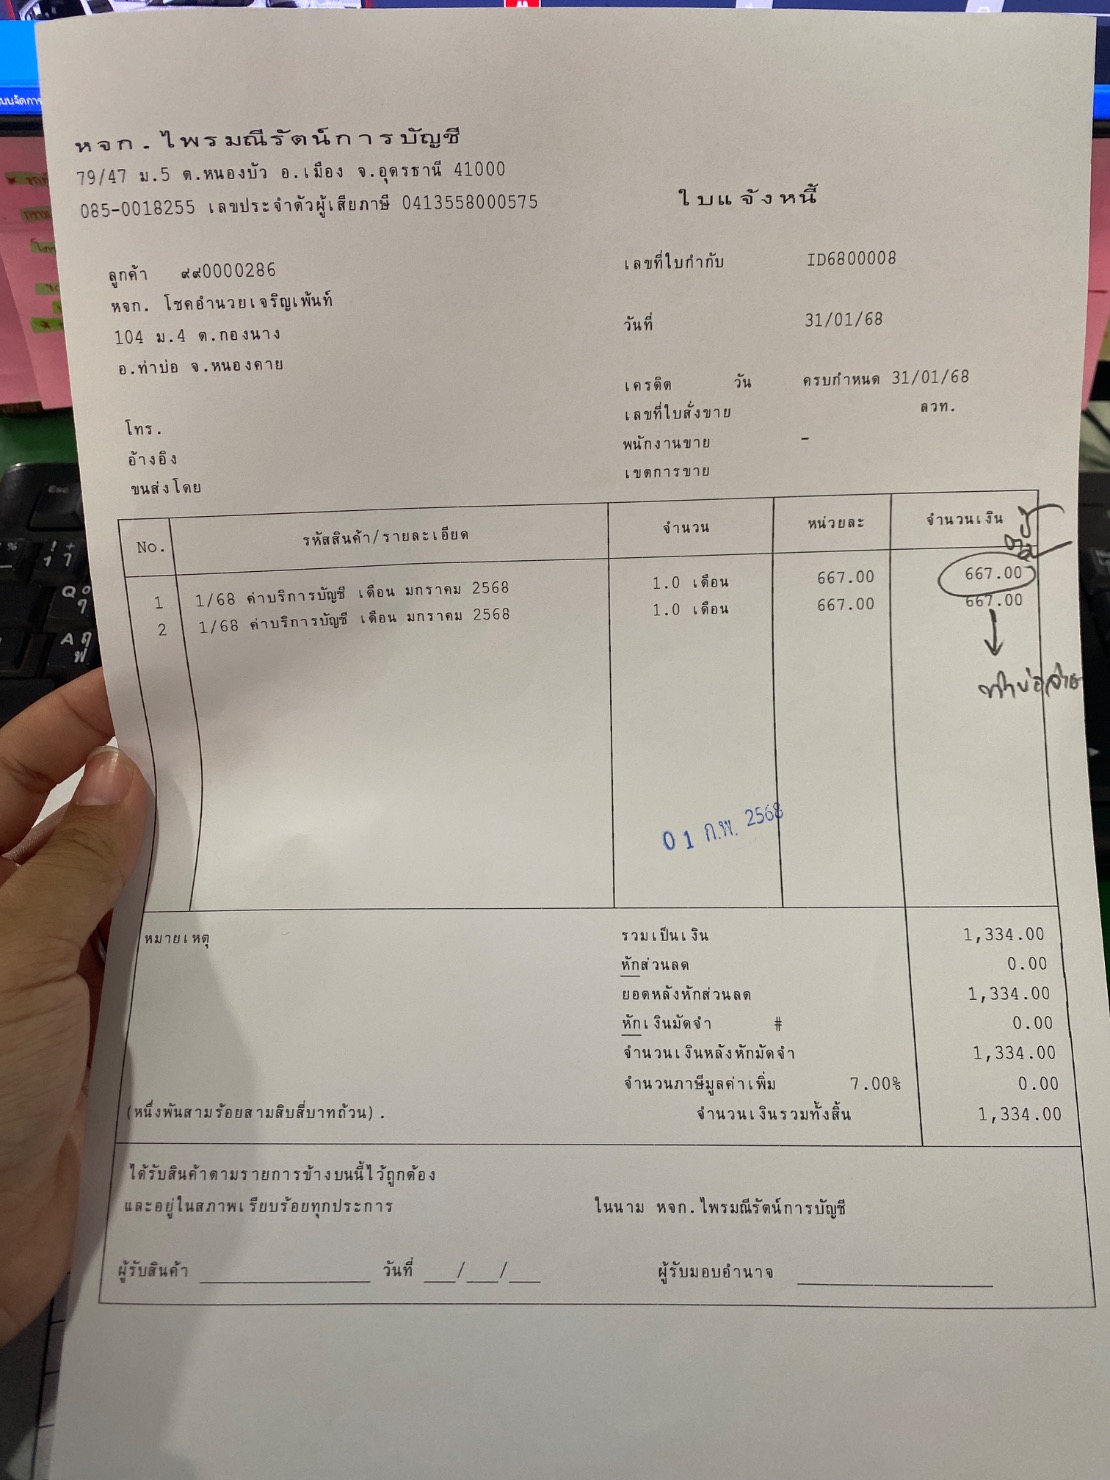 หจก.ไพรมณีรัตน์การบัญชี
79/47 ม.5 ต.หนองบัว อ.เมือง จ.อุดรธานี 41000
085-0018255 เลขประจำตัวผู้เสียภาษี 0413558000575
ใบแจ้งหนี้
ลูกค้า ๙๙0000286
หจก. โชคอำนวยเจริญเพ้นท์
104 ม.4 ต.กองนาง
อ.ท่าบ่อ จ.หนองคาย
โทร.
อ้างอิง
ขนส่งโดย
เลขที่ใบกำกับ ID6800008
วันที่ 31/01/68
เครดิต วัน ครบกำหนด 31/01/68
เลขที่ใบสั่งขาย ลวท.
พนักงานขาย -
เขตการขาย
No. รหัสสินค้า/รายละเอียด จำนวน หน่วยละ จำนวนเงิน
1 1/68 ค่าบริการบัญชี เดือน มกราคม 2568 1.0 เดือน 667.00 667.00
2 1/68 ค่าบริการบัญชี เดือน มกราคม 2568 1.0 เดือน 667.00 667.00
ท่าบ่อจ่าย
01 ก.พ. 2568
หมายเหตุ
รวมเป็นเงิน 1,334.00
หักส่วนลด 0.00
ยอดหลังหักส่วนลด 1,334.00
หักเงินมัดจำ # 0.00
จำนวนเงินหลังหักมัดจำ 1,334.00
จำนวนภาษีมูลค่าเพิ่ม 7.00% 0.00
(หนึ่งพันสามร้อยสามสิบสี่บาทถ้วน). จำนวนเงินรวมทั้งสิ้น 1,334.00
ได้รับสินค้าตามรายการข้างบนนี้ไว้ถูกต้อง
และอยู่ในสภาพเรียบร้อยทุกประการ
ในนาม หจก.ไพรมณีรัตน์การบัญชี
ผู้รับสินค้า ____________ วันที่ __/__/__
ผู้รับมอบอำนาจ ____________